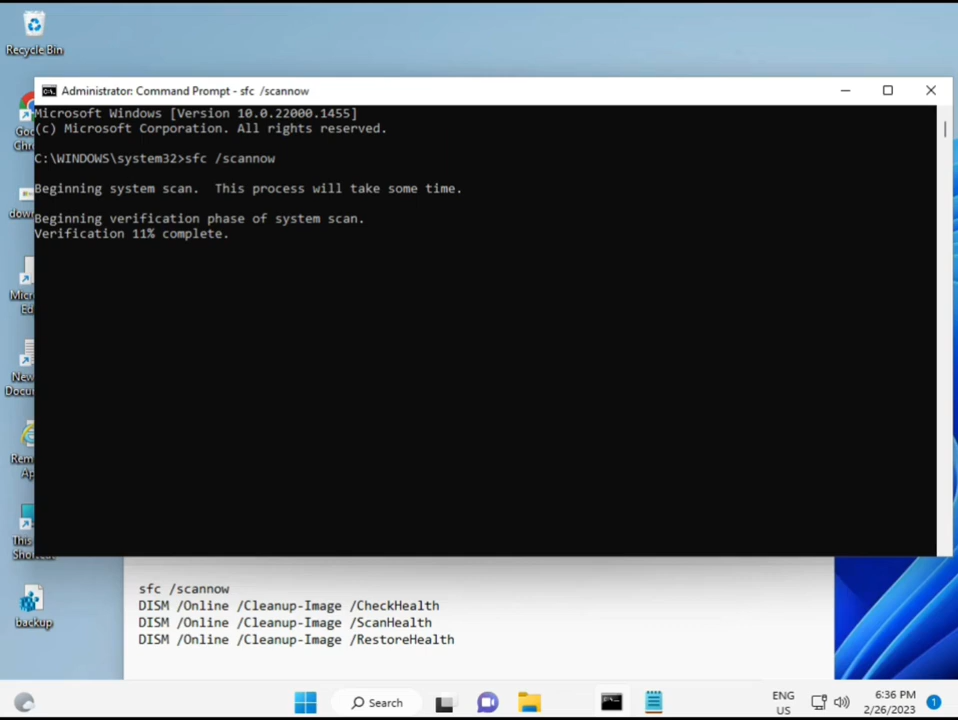 Recycle Bin
Administrator: Command Prompt - sfc /scannow
Microsoft Windows [Version 10.0.22000.1455]
(c) Microsoft Corporation. All rights reserved.
C:\WINDOWS\system32>sfc /scannow
Beginning system scan.  This process will take some time.
Beginning verification phase of system scan.
Verification 11% complete.
backup
sfc /scannow
DISM /Online /Cleanup-Image /CheckHealth
DISM /Online /Cleanup-Image /ScanHealth
DISM /Online /Cleanup-Image /RestoreHealth
Search
ENG
US
6:36 PM
2/26/2023
1